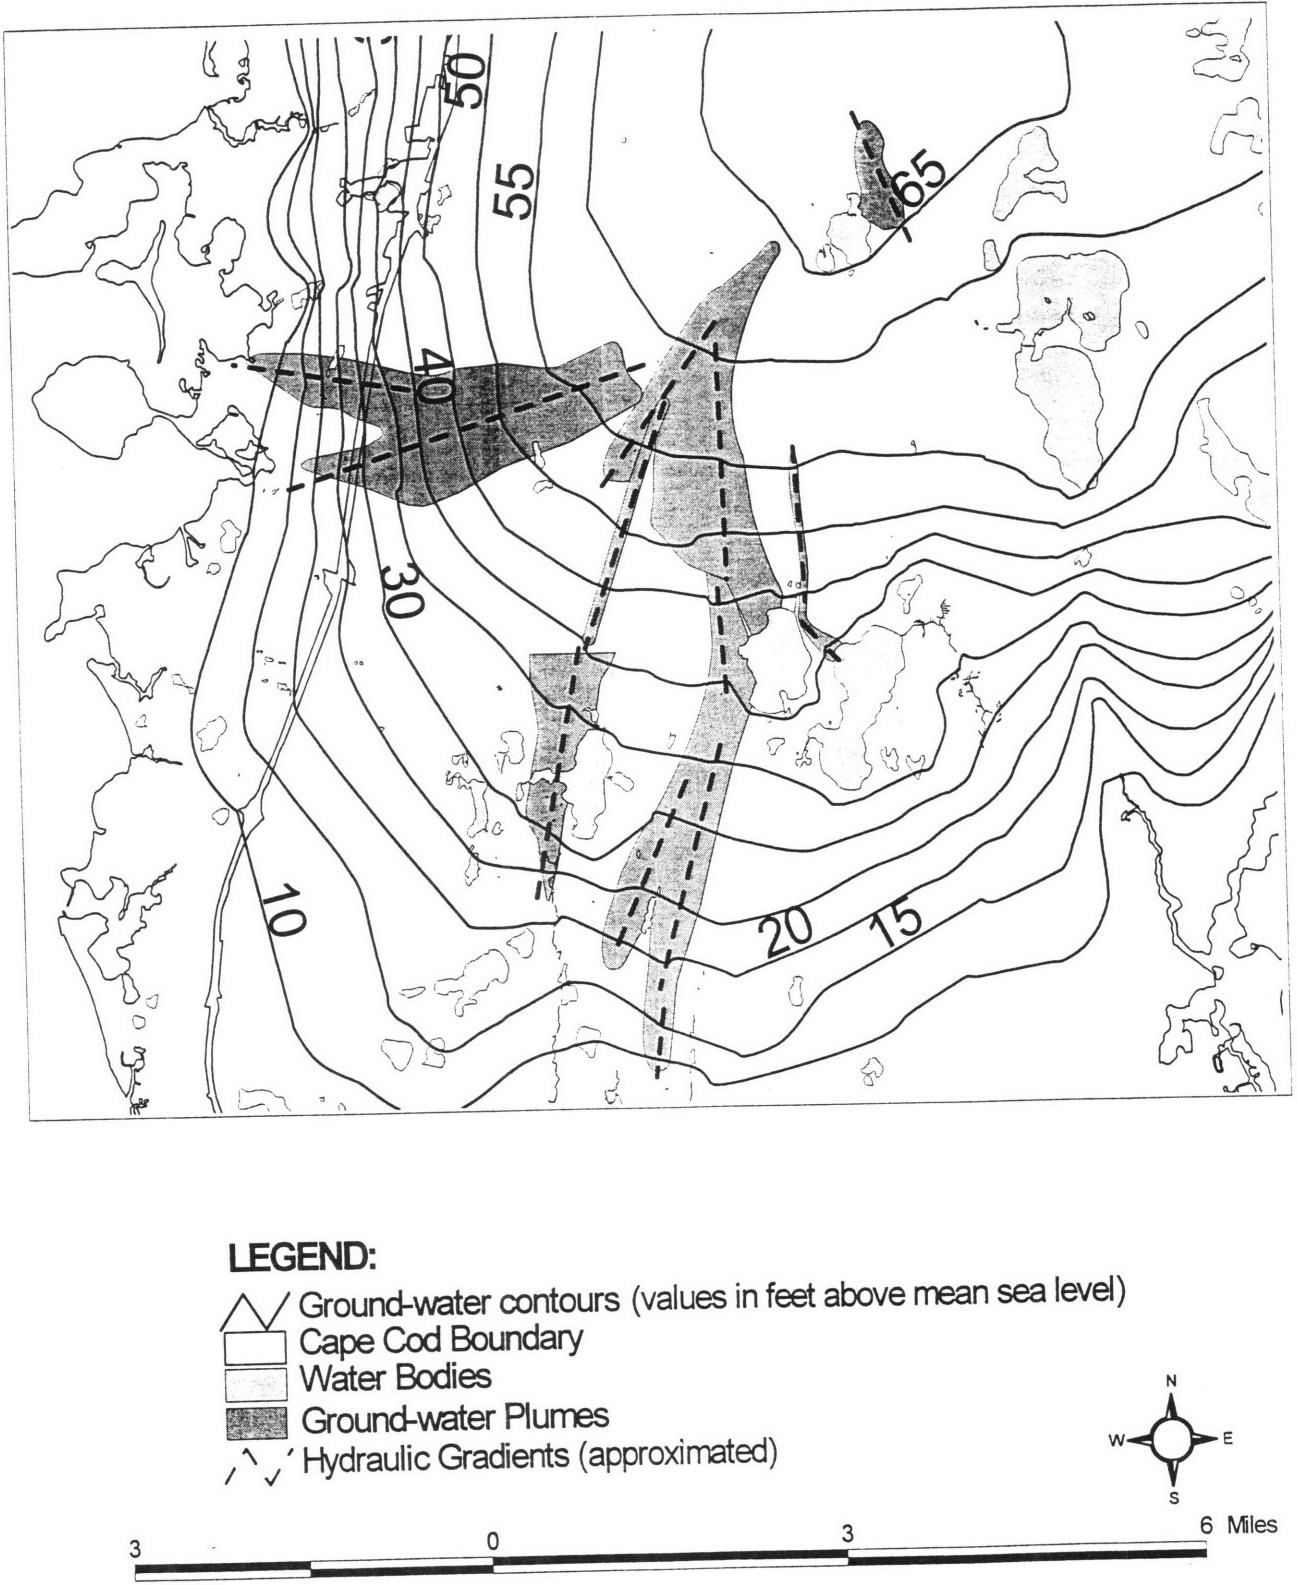 50
55
65
40
30
10
20
15
LEGEND:
Ground-water contours (values in feet above mean sea level)
Cape Cod Boundary
Water Bodies
Ground-water Plumes
Hydraulic Gradients (approximated)
N
W E
S
3 0 3 6 Miles